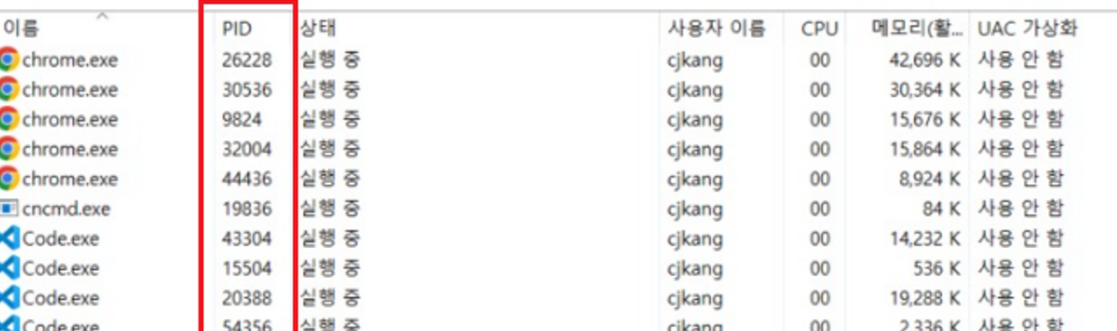 이름 PID 상태 사용자 이름 CPU 메모리(활... UAC 가상화
chrome.exe 26228 실행 중 cjkang 00 42,696 K 사용 안 함
chrome.exe 30536 실행 중 cjkang 00 30,364 K 사용 안 함
chrome.exe 9824 실행 중 cjkang 00 15,676 K 사용 안 함
chrome.exe 32004 실행 중 cjkang 00 15,864 K 사용 안 함
chrome.exe 44436 실행 중 cjkang 00 8,924 K 사용 안 함
cncmd.exe 19836 실행 중 cjkang 00 84 K 사용 안 함
Code.exe 43304 실행 중 cjkang 00 14,232 K 사용 안 함
Code.exe 15504 실행 중 cjkang 00 536 K 사용 안 함
Code.exe 20388 실행 중 cjkang 00 19,288 K 사용 안 함
Code.exe 54356 실행 중 cjkang 00 2,336 K 사용 안 함